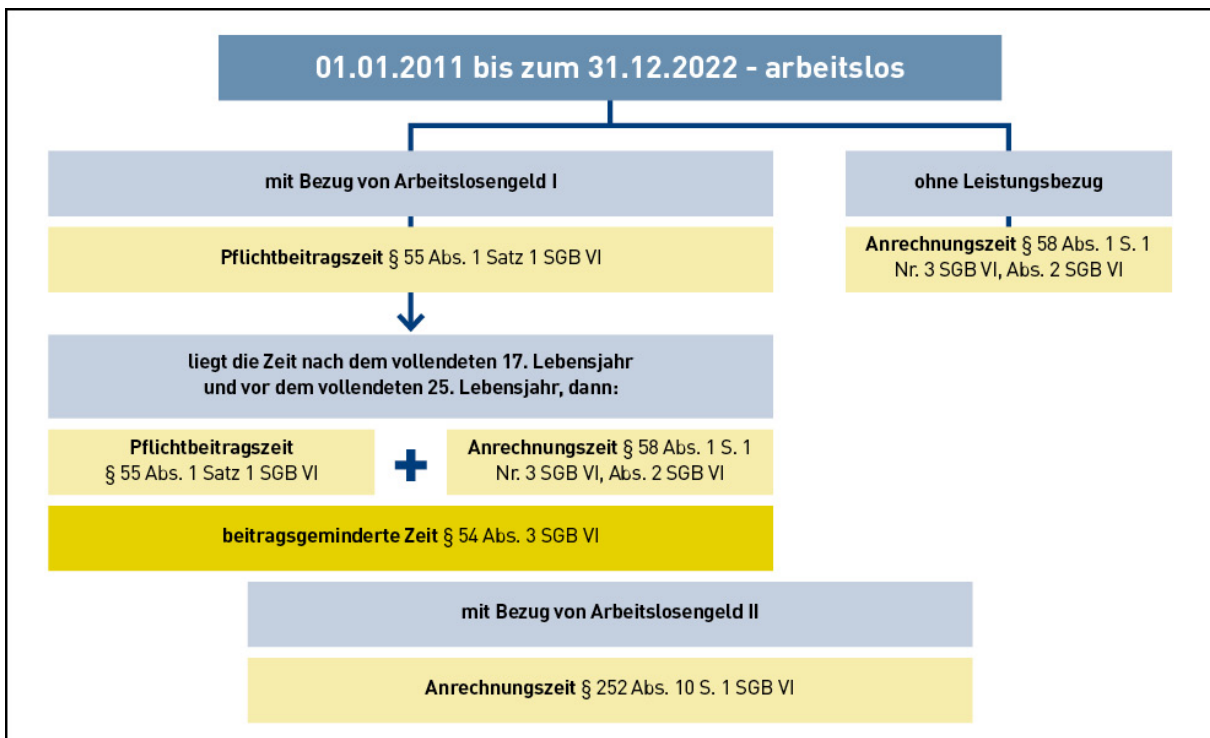 01.01.2011 bis zum 31.12.2022 - arbeitslos
mit Bezug von Arbeitslosengeld I
Pflichtbeitragszeit § 55 Abs. 1 Satz 1 SGB VI
ohne Leistungsbezug
Anrechnungszeit § 58 Abs. 1 S. 1
Nr. 3 SGB VI, Abs. 2 SGB VI
liegt die Zeit nach dem vollendeten 17. Lebensjahr
und vor dem vollendeten 25. Lebensjahr, dann:
Pflichtbeitragszeit
§ 55 Abs. 1 Satz 1 SGB VI
+
Anrechnungszeit § 58 Abs. 1 S. 1
Nr. 3 SGB VI, Abs. 2 SGB VI
beitragsgeminderte Zeit § 54 Abs. 3 SGB VI
mit Bezug von Arbeitslosengeld II
Anrechnungszeit § 252 Abs. 10 S. 1 SGB VI